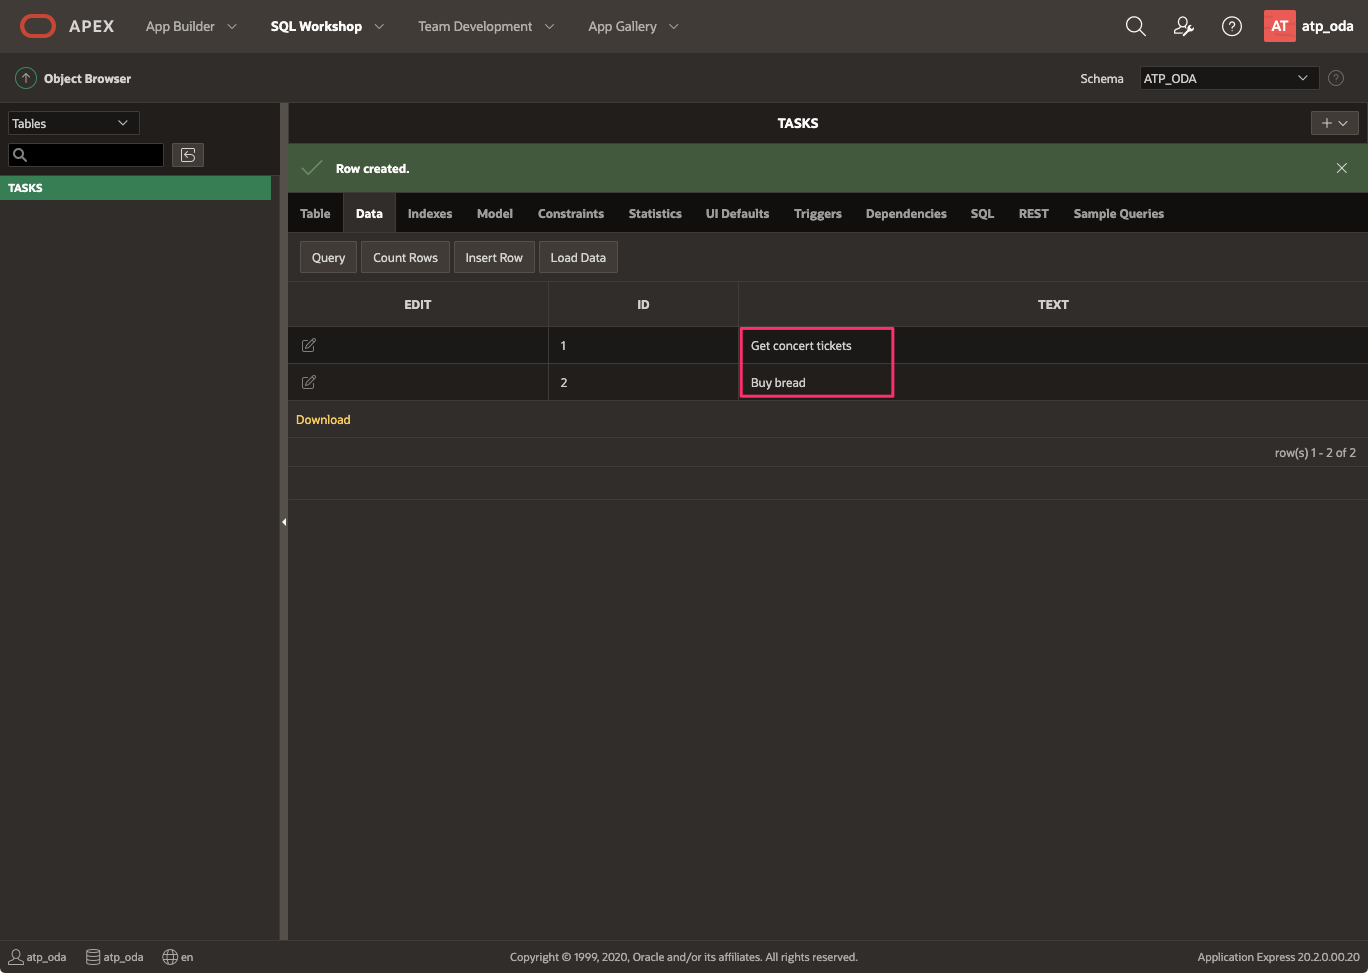 APEX App Builder SQL Workshop Team Development App Gallery AT atp_oda
Object Browser Schema ATP_ODA
Tables
TASKS
TASKS
Row created.
Table Data Indexes Model Constraints Statistics UI Defaults Triggers Dependencies SQL REST Sample Queries
Query Count Rows Insert Row Load Data
EDIT ID TEXT
1 Get concert tickets
2 Buy bread
Download
row(s) 1 - 2 of 2
atp_oda atp_oda en Copyright © 1999, 2020, Oracle and/or its affiliates. All rights reserved. Application Express 20.2.0.00.20